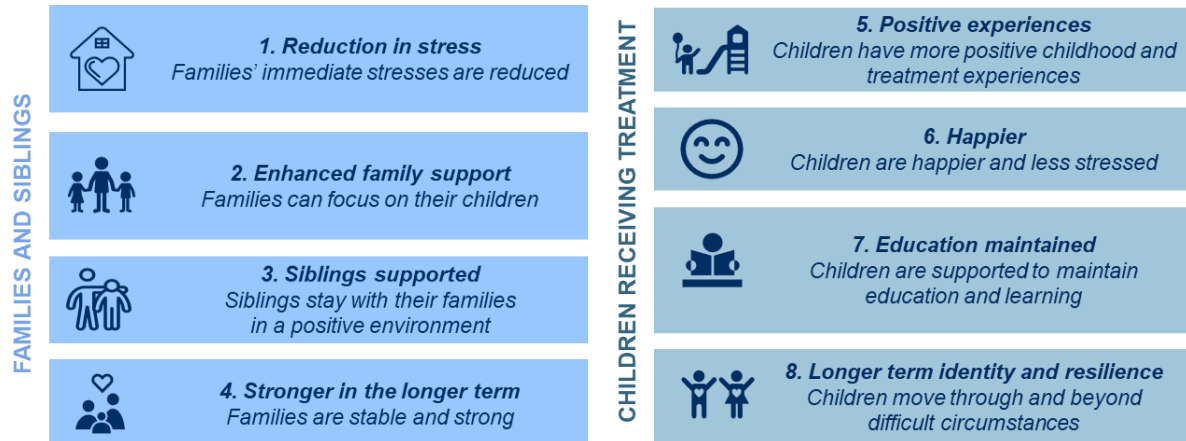 FAMILIES AND SIBLINGS
1. Reduction in stress
Families’ immediate stresses are reduced
2. Enhanced family support
Families can focus on their children
3. Siblings supported
Siblings stay with their families
in a positive environment
4. Stronger in the longer term
Families are stable and strong
CHILDREN RECEIVING TREATMENT
5. Positive experiences
Children have more positive childhood and
treatment experiences
6. Happier
Children are happier and less stressed
7. Education maintained
Children are supported to maintain
education and learning
8. Longer term identity and resilience
Children move through and beyond
difficult circumstances